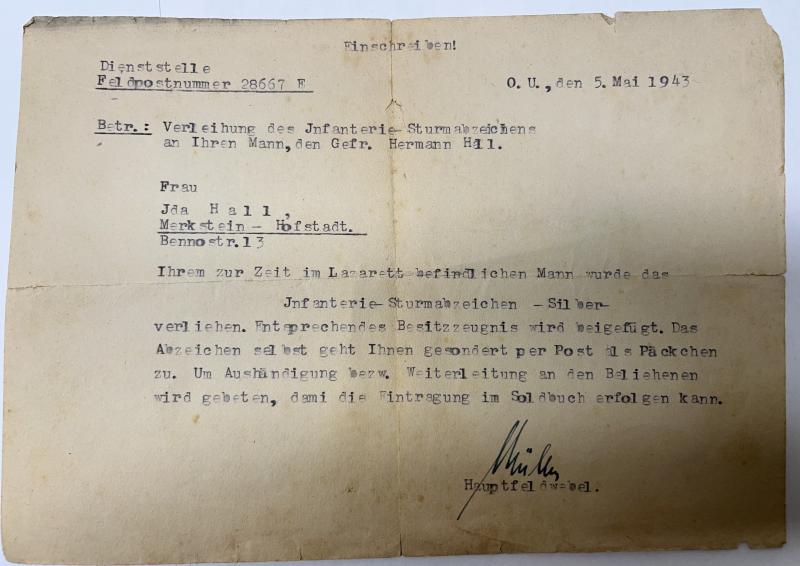 Einschreiben!
Dienststelle
Feldpostnummer 28667 E
O.U., den 5. Mai 1943
Betr.: Verleihung des Jnfanterie-Sturmabzeichens
an Ihren Mann, den Gefr. Hermann Hall.
Frau
Jda Hall,
Merkstein - Hofstadt.
Bennostr.13
Ihrem zur Zeit im Lazarett befindlichen Mann wurde das
Jnfanterie-Sturmabzeichen -Silber-
verliehen. Entsprechendes Besitzzeugnis wird beigefügt. Das
Abzeichen selbst geht Ihnen gesondert per Post als Päckchen
zu. Um Aushändigung bezw. Weiterleitung an den Beliehenen
wird gebeten, dami die Eintragung im Soldbuch erfolgen kann.
Müller
Hauptfeldwebel.